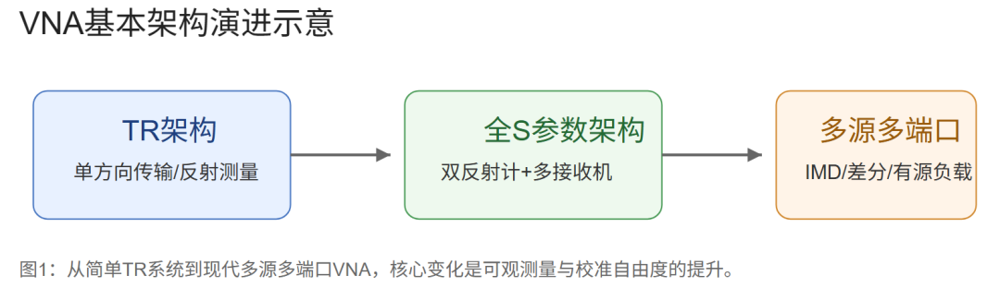 VNA基本架构演进示意
TR架构
单方向传输/反射测量
全S参数架构
双反射计+多接收机
多源多端口
IMD/差分/有源负载
图1：从简单TR系统到现代多源多端口VNA，核心变化是可观测量与校准自由度的提升。